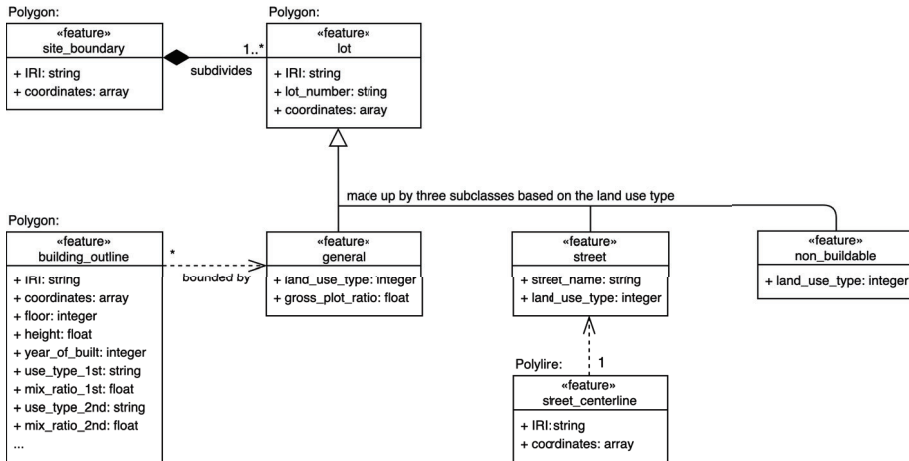 Polygon:
«feature»
site_boundary
+ IRI: string
+ coordinates: array
1..*
subdivides
Polygon:
«feature»
lot
+ IRI: string
+ lot_number: string
+ coordinates: array
made up by three subclasses based on the land use type
Polygon:
«feature»
building_outline
+ IRI: string
+ coordinates: array
+ floor: integer
+ height: float
+ year_of_built: integer
+ use_type_1st: string
+ mix_ratio_1st: float
+ use_type_2nd: string
+ mix_ratio_2nd: float
...
*
bounded by
«feature»
general
+ land_use_type: integer
+ gross_plot_ratio: float
«feature»
street
+ street_name: string
+ land_use_type: integer
«feature»
non_buildable
+ land_use_type: integer
1
Polylire:
«feature»
street_centerline
+ IRI: string
+ coordinates: array